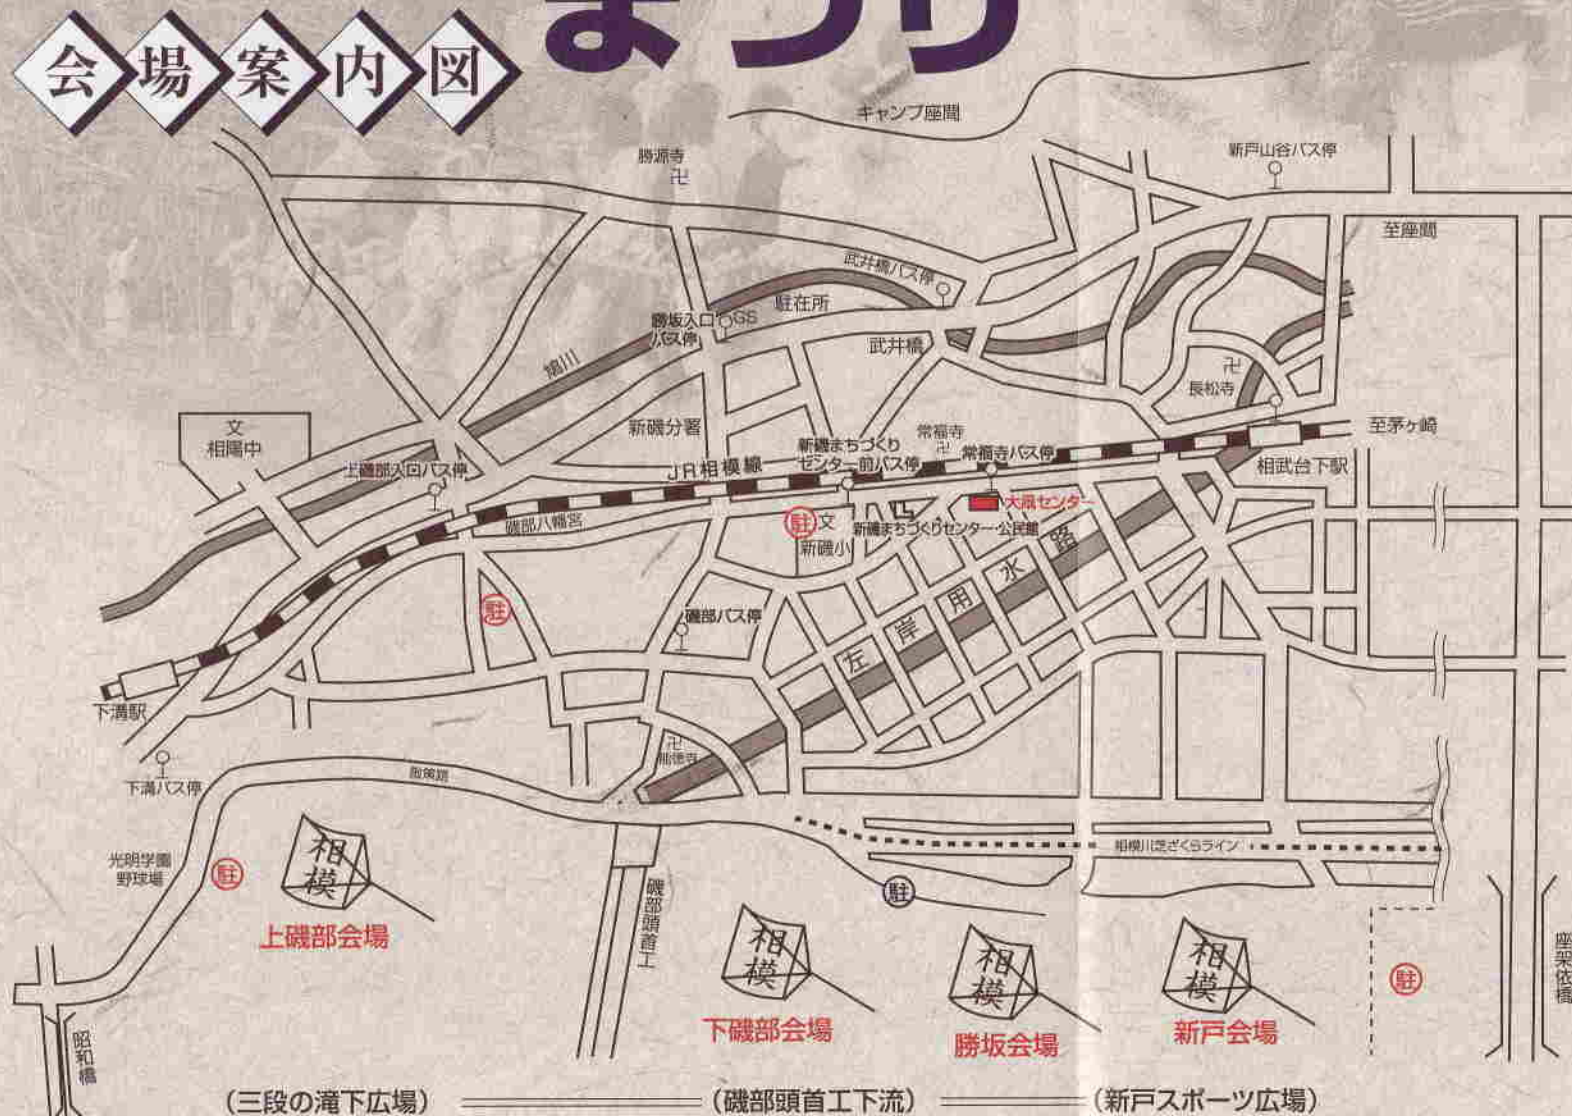 まつり
会場案内図
キャンプ座間
勝源寺
新戸山谷バス停
至座間
武井橋バス停
駐在所
勝坂入口
バス停
GS
武井橋
鳩川
長松寺
文
相陽中
新磯分署
常福寺
至茅ヶ崎
新磯まちづくり
センター前バス停
常福寺バス停
上磯部入口バス停
JR相模線
相武台下駅
大凧センター
磯部八幡宮
駐
文
新磯小
新磯まちづくりセンター・公民館
左岸用水路
駐
磯部バス停
下溝駅
下溝バス停
散策路
相模川芝ざくらライン
光明学園
野球場
駐
相模
上磯部会場
磯部頭首工
駐
相模
下磯部会場
相模
勝坂会場
相模
新戸会場
駐
座架依橋
昭和橋
(三段の滝下広場)
(磯部頭首工下流)
(新戸スポーツ広場)